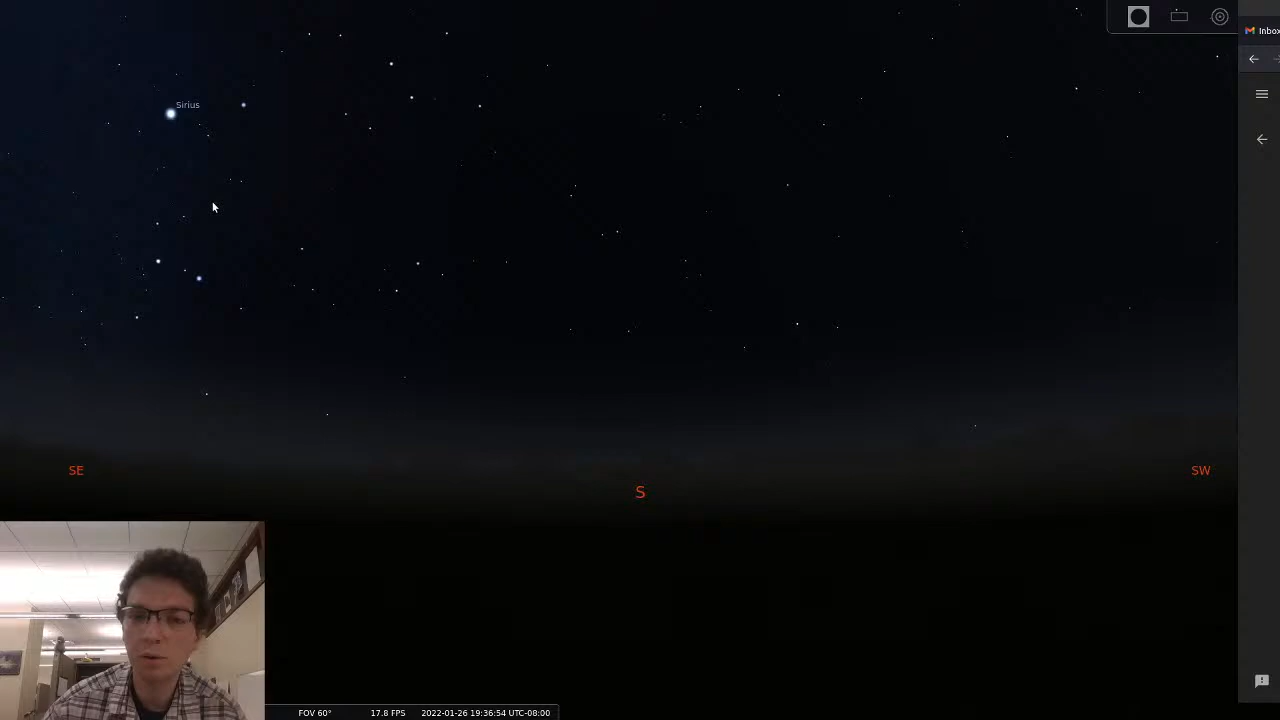 Inbox
Sirius
SE
S
SW
FOV 60° 17.8 FPS 2022-01-26 19:36:54 UTC-08:00